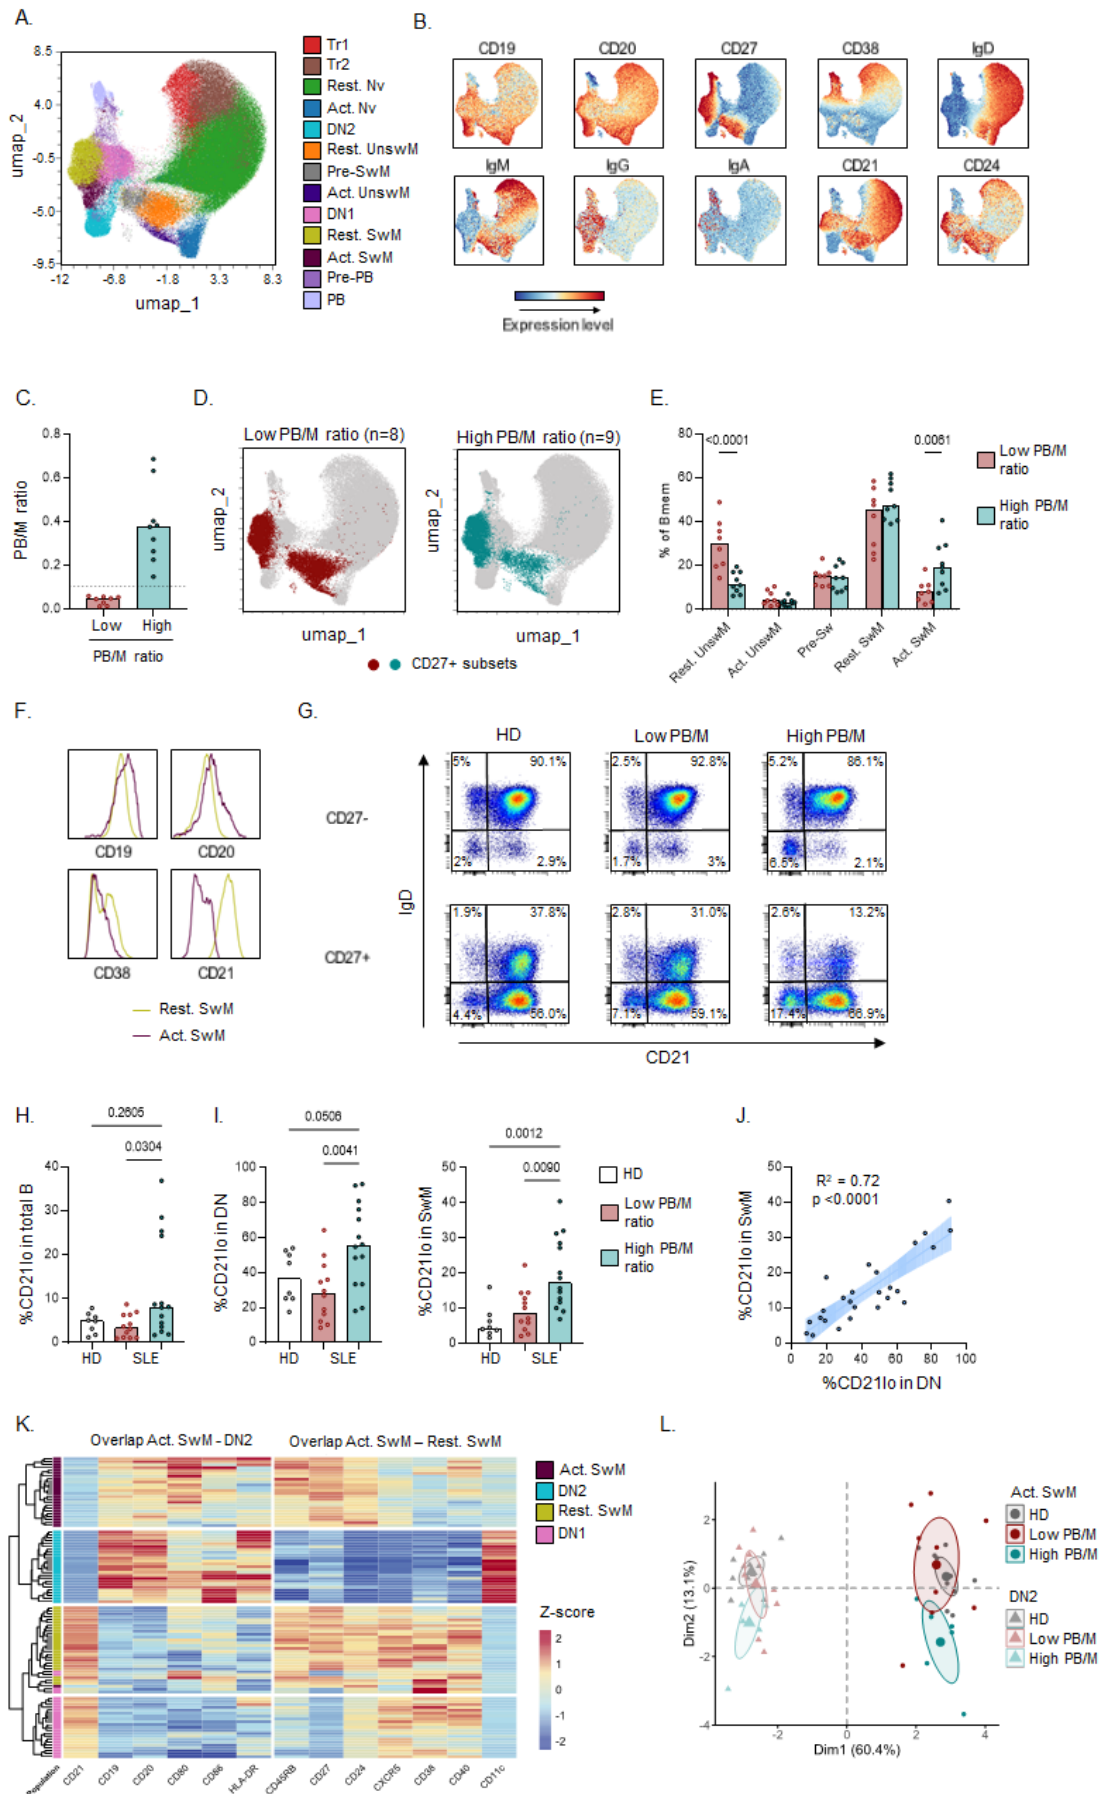 A.
8.5
4.0
-0.5
-5.0
-9.5
-12
-6.8
-1.8
3.3
8.3
umap_2
umap_1
Tr1
Tr2
Rest. Nv
Act. Nv
DN2
Rest. UnswM
Pre-SwM
Act. UnswM
DN1
Rest. SwM
Act. SwM
Pre-PB
PB
B.
CD19 CD20 CD27 CD38 IgD
IgM IgG IgA CD21 CD24
Expression level
C.
PB/M ratio
0.8
0.6
0.4
0.2
0.0
Low High
PB/M ratio
D.
Low PB/M ratio (n=8)
High PB/M ratio (n=9)
umap_2
umap_2
umap_1
umap_1
CD27+ subsets
E.
% of Bmem
80
60
40
20
0
<0.0001
0.0061
Rest. UnswM
Act. UnswM
Pre-Sw
Rest. SwM
Act. SwM
Low PB/M
ratio
High PB/M
ratio
F.
CD19 CD20
CD38 CD21
Rest. SwM
Act. SwM
G.
HD Low PB/M High PB/M
CD27-
5% 90.1%
2% 2.9%
2.5% 92.8%
1.7% 3%
5.2% 86.1%
6.5% 2.1%
IgD
CD27+
1.9% 37.8%
4.4% 56.0%
2.8% 31.0%
7.1% 59.1%
2.6% 13.2%
17.4% 66.9%
CD21
H.
0.2605
0.0304
%CD21lo in total B
40
30
20
10
0
HD SLE
I.
0.0506
0.0041
%CD21lo in DN
100
80
60
40
20
0
HD SLE
0.0012
0.0090
%CD21lo in SwM
50
40
30
20
10
0
HD SLE
HD
Low PB/M
ratio
High PB/M
ratio
J.
R² = 0.72
p <0.0001
%CD21lo in SwM
50
40
30
20
10
0
0 20 40 60 80 100
%CD21lo in DN
K.
Overlap Act. SwM - DN2
Overlap Act. SwM – Rest. SwM
Act. SwM
DN2
Rest. SwM
DN1
Z-score
2
1
0
-1
-2
Population
CD21
CD19
CD20
CD80
CD86
HLA-DR
CD45RB
CD27
CD24
CXCR5
CD38
CD40
CD11c
L.
Dim2 (13.1%)
2
0
-2
-4
-2 0 2 4
Dim1 (60.4%)
Act. SwM
HD
Low PB/M
High PB/M
DN2
HD
Low PB/M
High PB/M